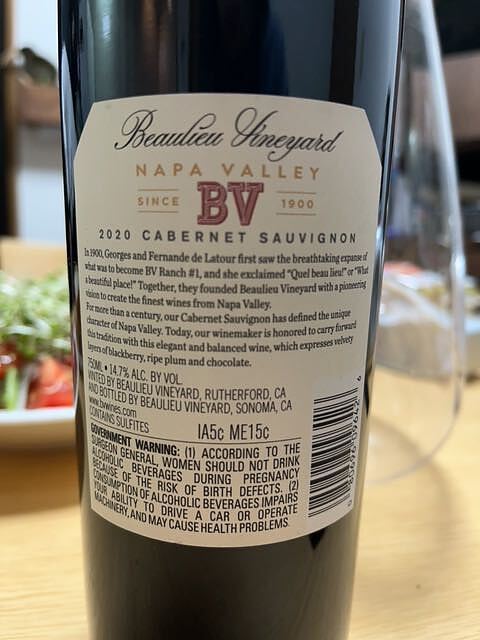 Beaulieu Vineyard
NAPA VALLEY
SINCE BV 1900
2020 CABERNET SAUVIGNON
In 1900, Georges and Fernande de Latour first saw the breathtaking expanse of
what was to become BV Ranch #1, and she exclaimed "Quel beau lieu!" or "What
a beautiful place!" Together, they founded Beaulieu Vineyard with a pioneering
vision to create the finest wines from Napa Valley.
For more than a century, our Cabernet Sauvignon has defined the unique
character of Napa Valley. Today, our winemaker is honored to carry forward
this tradition with this elegant and balanced wine, which expresses velvety
layers of blackberry, ripe plum and chocolate.
750ML • 14.7% ALC. BY VOL.
VINTED BY BEAULIEU VINEYARD, RUTHERFORD, CA
AND BOTTLED BY BEAULIEU VINEYARD, SONOMA, CA
www.bvwines.com
CONTAINS SULFITES
IA5¢ ME15¢
GOVERNMENT WARNING: (1) ACCORDING TO THE
SURGEON GENERAL, WOMEN SHOULD NOT DRINK
ALCOHOLIC BEVERAGES DURING PREGNANCY
BECAUSE OF THE RISK OF BIRTH DEFECTS. (2)
CONSUMPTION OF ALCOHOLIC BEVERAGES IMPAIRS
YOUR ABILITY TO DRIVE A CAR OR OPERATE
MACHINERY, AND MAY CAUSE HEALTH PROBLEMS.